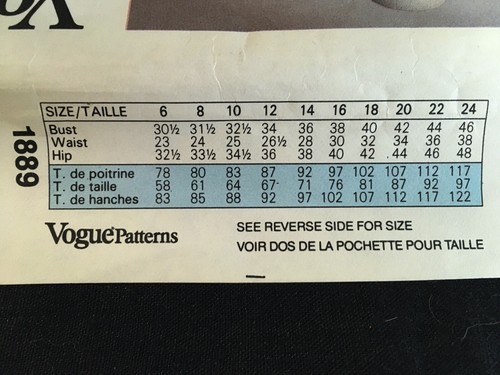 Vo
SIZE/TAILLE 6 8 10 12 14 16 18 20 22 24
Bust 30½ 31½ 32½ 34 36 38 40 42 44 46
Waist 23 24 25 26½ 28 30 32 34 36 38
Hip 32½ 33½ 34½ 36 38 40 42 44 46 48
T. de poitrine 78 80 83 87 92 97 102 107 112 117
T. de taille 58 61 64 67 71 76 81 87 92 97
T. de hanches 83 85 88 92 97 102 107 112 117 122
1889
Vogue Patterns
SEE REVERSE SIDE FOR SIZE
VOIR DOS DE LA POCHETTE POUR TAILLE